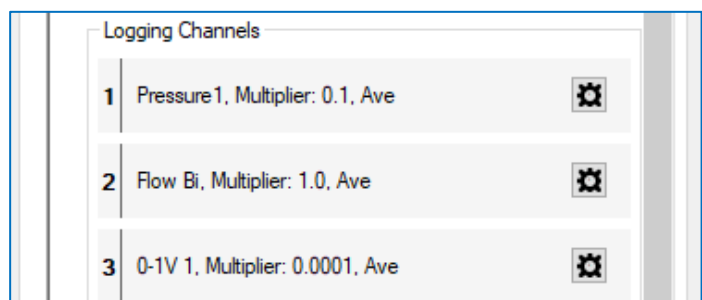 Logging Channels
1 Pressure1, Multiplier: 0.1, Ave
2 Flow Bi, Multiplier: 1.0, Ave
3 0-1V 1, Multiplier: 0.0001, Ave